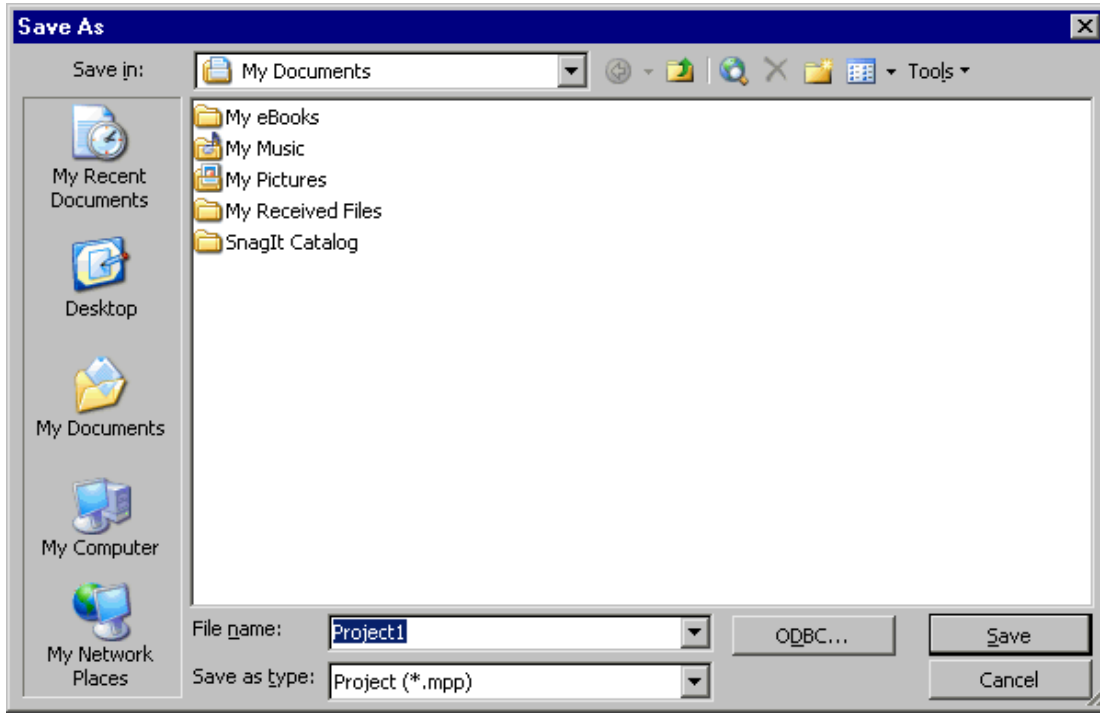 Save As
Save in:
My Documents
Tools
My eBooks
My Music
My Pictures
My Received Files
SnagIt Catalog
My Recent
Documents
Desktop
My Documents
My Computer
My Network
Places
File name:
Project1
ODBC...
Save
Save as type:
Project (*.mpp)
Cancel